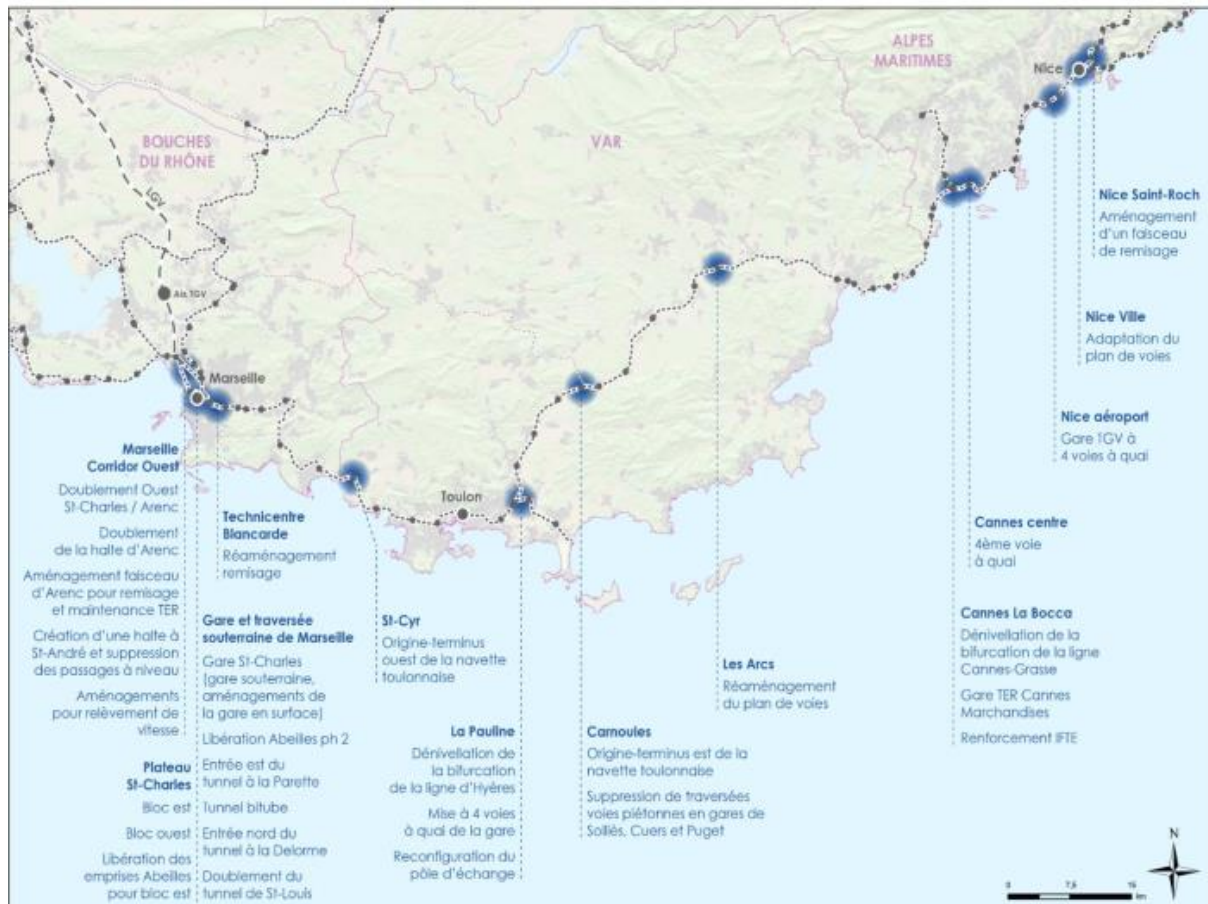 ALPES
MARITIMES
Nice
BOUCHES
DU RHÔNE
VAR
LGV
Aix TGV
Marseille
Toulon
Nice Saint-Roch
Aménagement
d'un faisceau
de remisage
Nice Ville
Adaptation du
plan de voies
Nice aéroport
Gare TGV à
4 voies à quai
Cannes centre
4ème voie
à quai
Cannes La Bocca
Dénivellation de la
bifurcation de la ligne
Cannes-Grasse
Gare TER Cannes
Marchandises
Renforcement IFTE
Les Arcs
Réaménagement
du plan de voies
Carnoules
Origine-terminus est de la
navette toulonnaise
Suppression de traversées
voies piétonnes en gares de
Solliès, Cuers et Puget
La Pauline
Dénivellation de
la bifurcation
de la ligne d'Hyères
Mise à 4 voies
à quai de la gare
Reconfiguration du
pôle d'échange
St-Cyr
Origine-terminus
ouest de la navette
toulonnaise
Technicentre
Blancarde
Réaménagement
remisage
Gare et traversée
souterraine de Marseille
Gare St-Charles
(gare souterraine,
aménagements de
la gare en surface)
Libération Abeilles ph 2
Entrée est du
tunnel à la Parette
Tunnel bitube
Entrée nord du
tunnel à la Delorme
Doublement du
tunnel de St-Louis
Marseille
Corridor Ouest
Doublement Ouest
St-Charles / Arenc
Doublement
de la halte d'Arenc
Aménagement faisceau
d'Arenc pour remisage
et maintenance TER
Création d'une halte à
St-André et suppression
des passages à niveau
Aménagements
pour relèvement de
vitesse
Plateau
St-Charles
Bloc est
Bloc ouest
Libération des
emprises Abeilles
pour bloc est
N
0 7,5 15
km